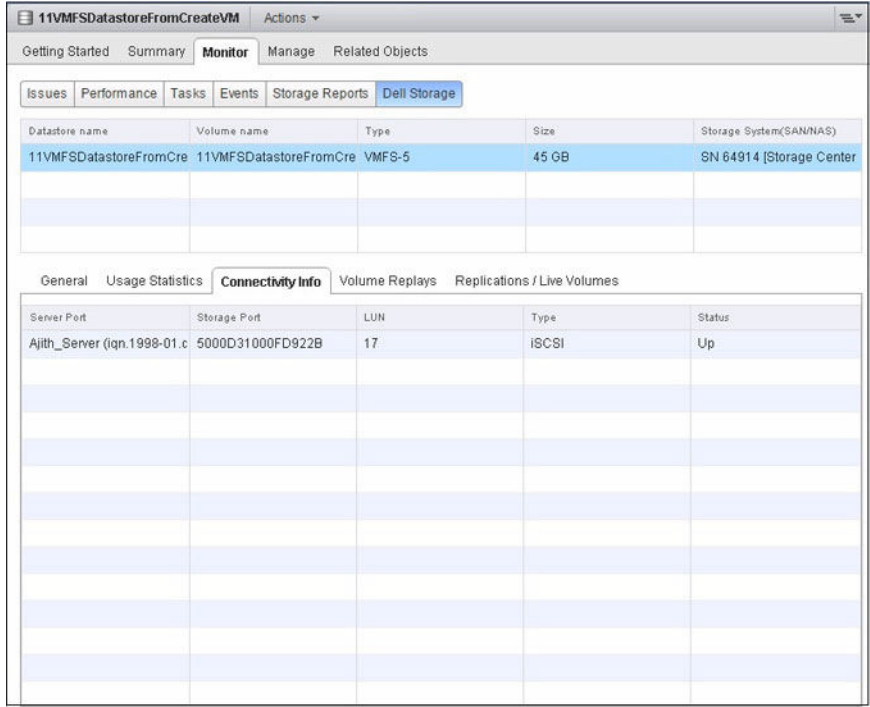 11VMFSDatastoreFromCreateVM Actions
Getting Started Summary Monitor Manage Related Objects
Issues Performance Tasks Events Storage Reports Dell Storage
Datastore name Volume name Type Size Storage System(SAN/NAS)
11VMFSDatastoreFromCre 11VMFSDatastoreFromCre VMFS-5 45 GB SN 64914 [Storage Center
General Usage Statistics Connectivity Info Volume Replays Replications / Live Volumes
Server Port Storage Port LUN Type Status
Ajith_Server (iqn.1998-01.c 5000D31000FD922B 17 iSCSI Up